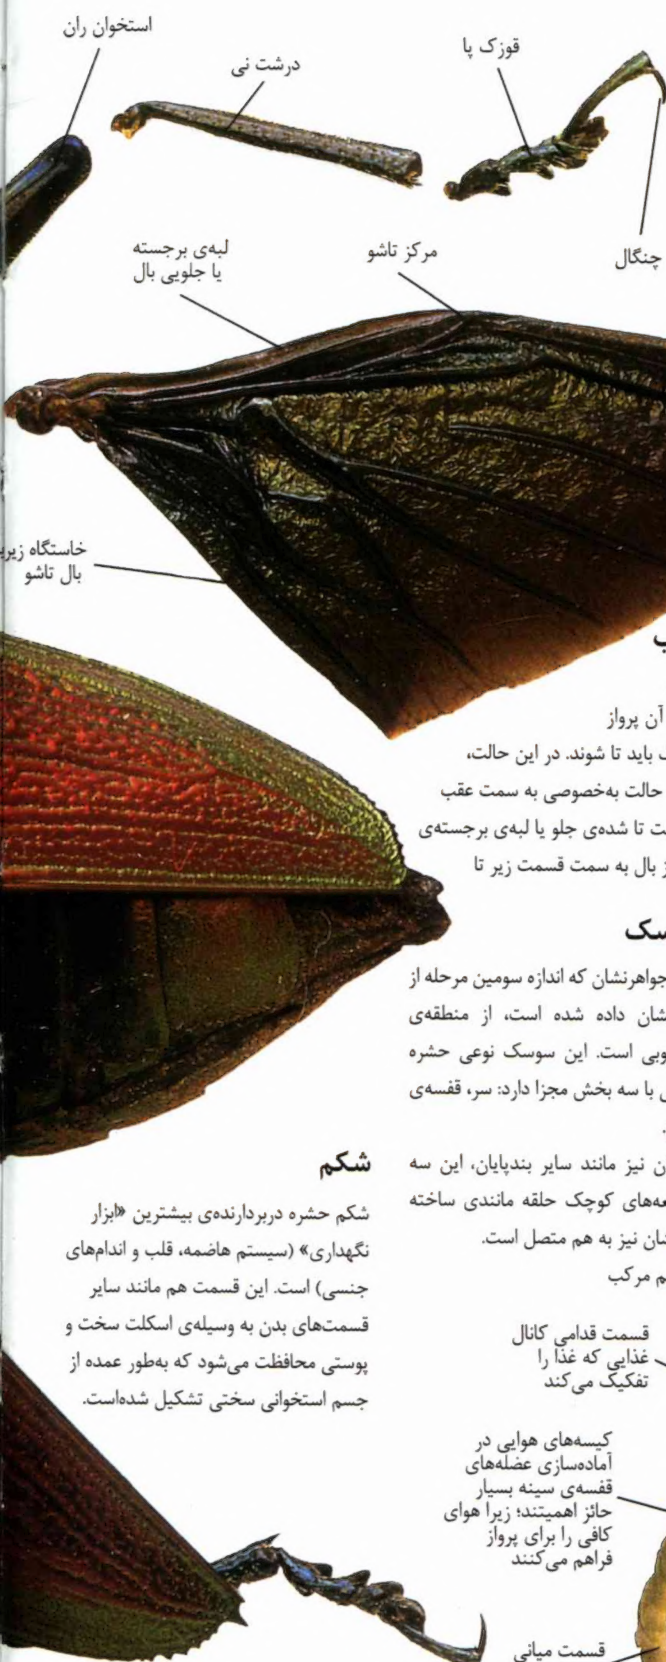 استخوان ران
درشت نی
قوزک پا
چنگال
لبه‌ی برجسته
یا جلویی بال
مرکز تاشو
خاستگاه
بال تاشو
آن پرواز
باید تا شوند. در این حالت،
حالت به‌خصوصی به سمت عقب
تا شده‌ی جلو یا لبه‌ی برجسته‌ی
بال به سمت قسمت زیر تا
جواهرنشان که اندازه سومین مرحله از
داده شده است، از منطقه‌ی
است. این سوسک نوعی حشره
با سه بخش مجزا دارد: سر، قفسه‌ی
نیز مانند سایر بندپایان، این سه
کوچک حلقه مانندی ساخته
نیز به هم متصل است.
مرکب
شکم
شکم حشره دربردارنده‌ی بیشترین «ابزار
نگهداری» (سیستم هاضمه، قلب و اندام‌های
جنسی) است. این قسمت هم مانند سایر
قسمت‌های بدن به وسیله‌ی اسکلت سخت و
پوستی محافظت می‌شود که به‌طور عمده از
جسم استخوانی سختی تشکیل شده‌است.
قسمت قدامی کانال
غذایی که غذا را
تفکیک می‌کند
کیسه‌های هوایی در
آماده‌سازی عضله‌های
قفسه‌ی سینه بسیار
حائز اهمیتند؛ زیرا هوای
کافی را برای پرواز
فراهم می‌کنند
قسمت میانی